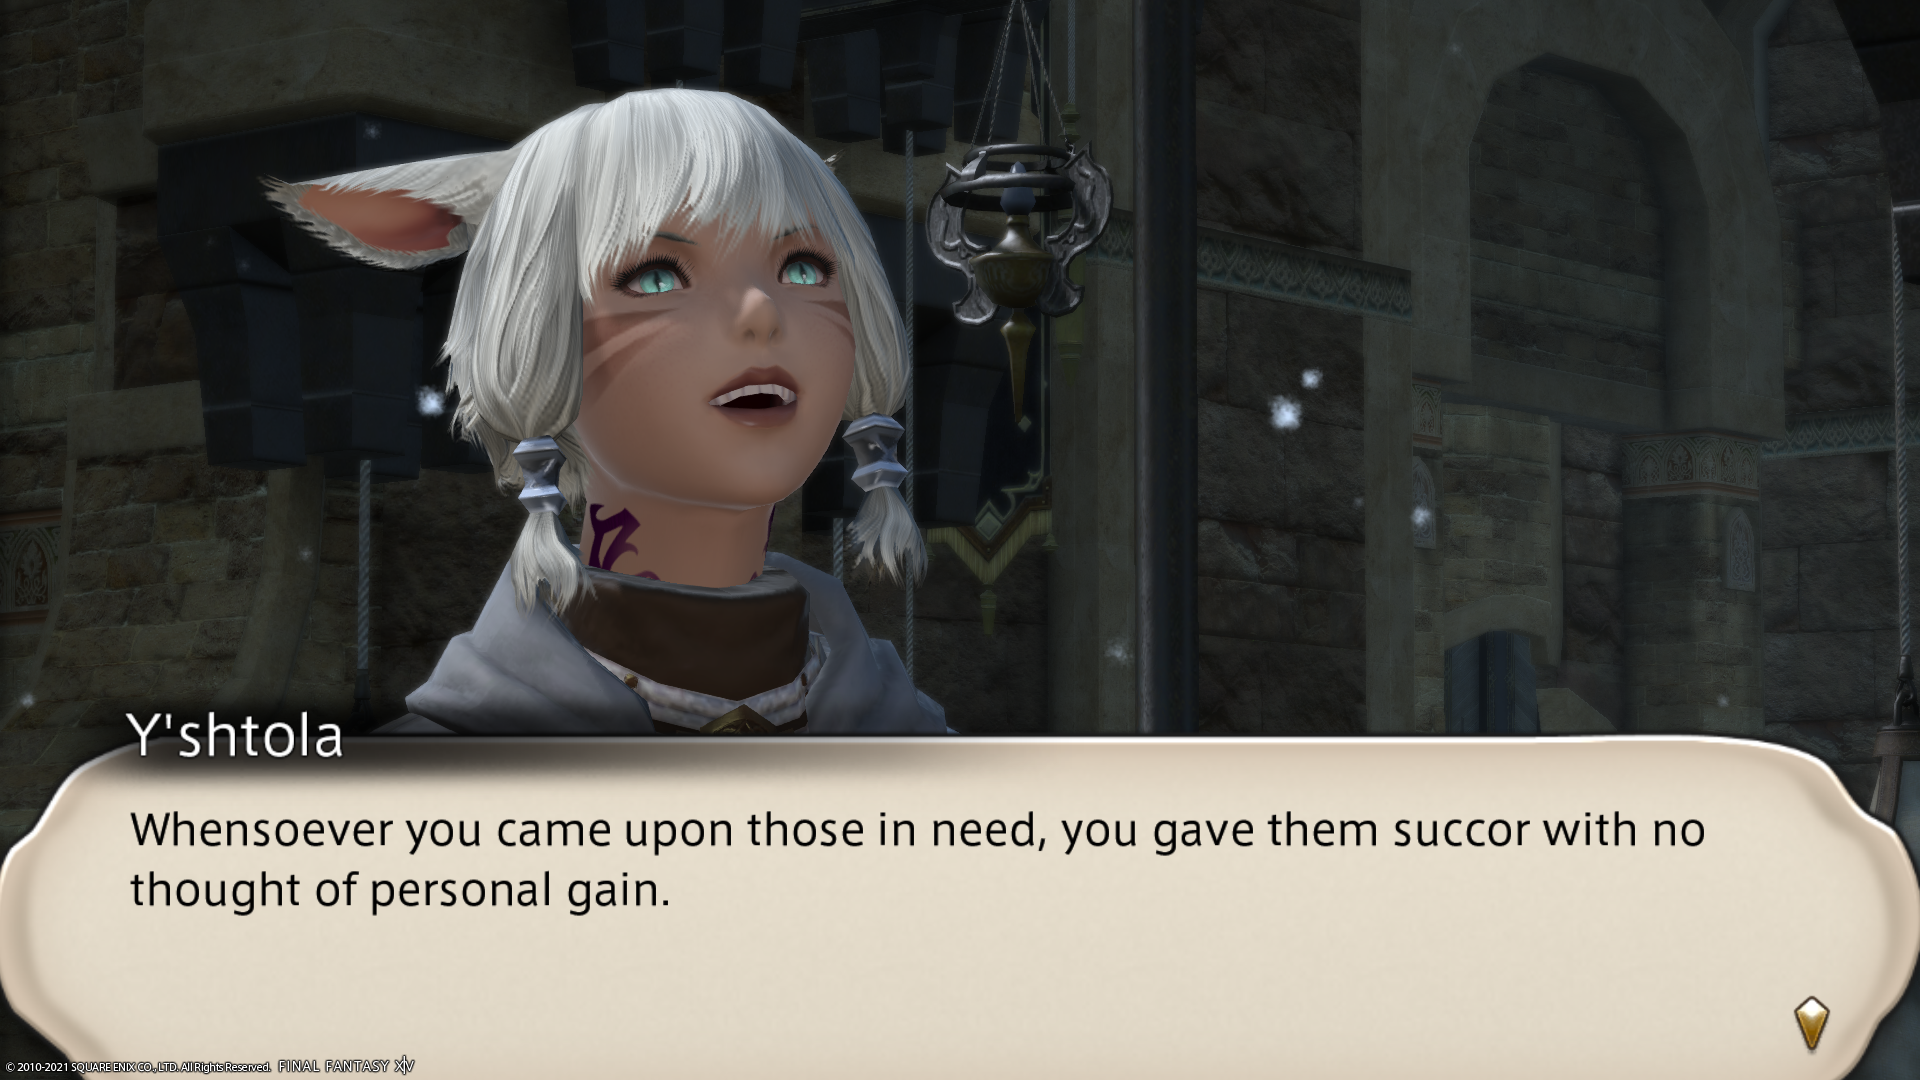 Y'shtola
Whensoever you came upon those in need, you gave them succor with no
thought of personal gain.
© 2010-2021 SQUARE ENIX CO., LTD. All Rights Reserved. FINAL FANTASY XIV